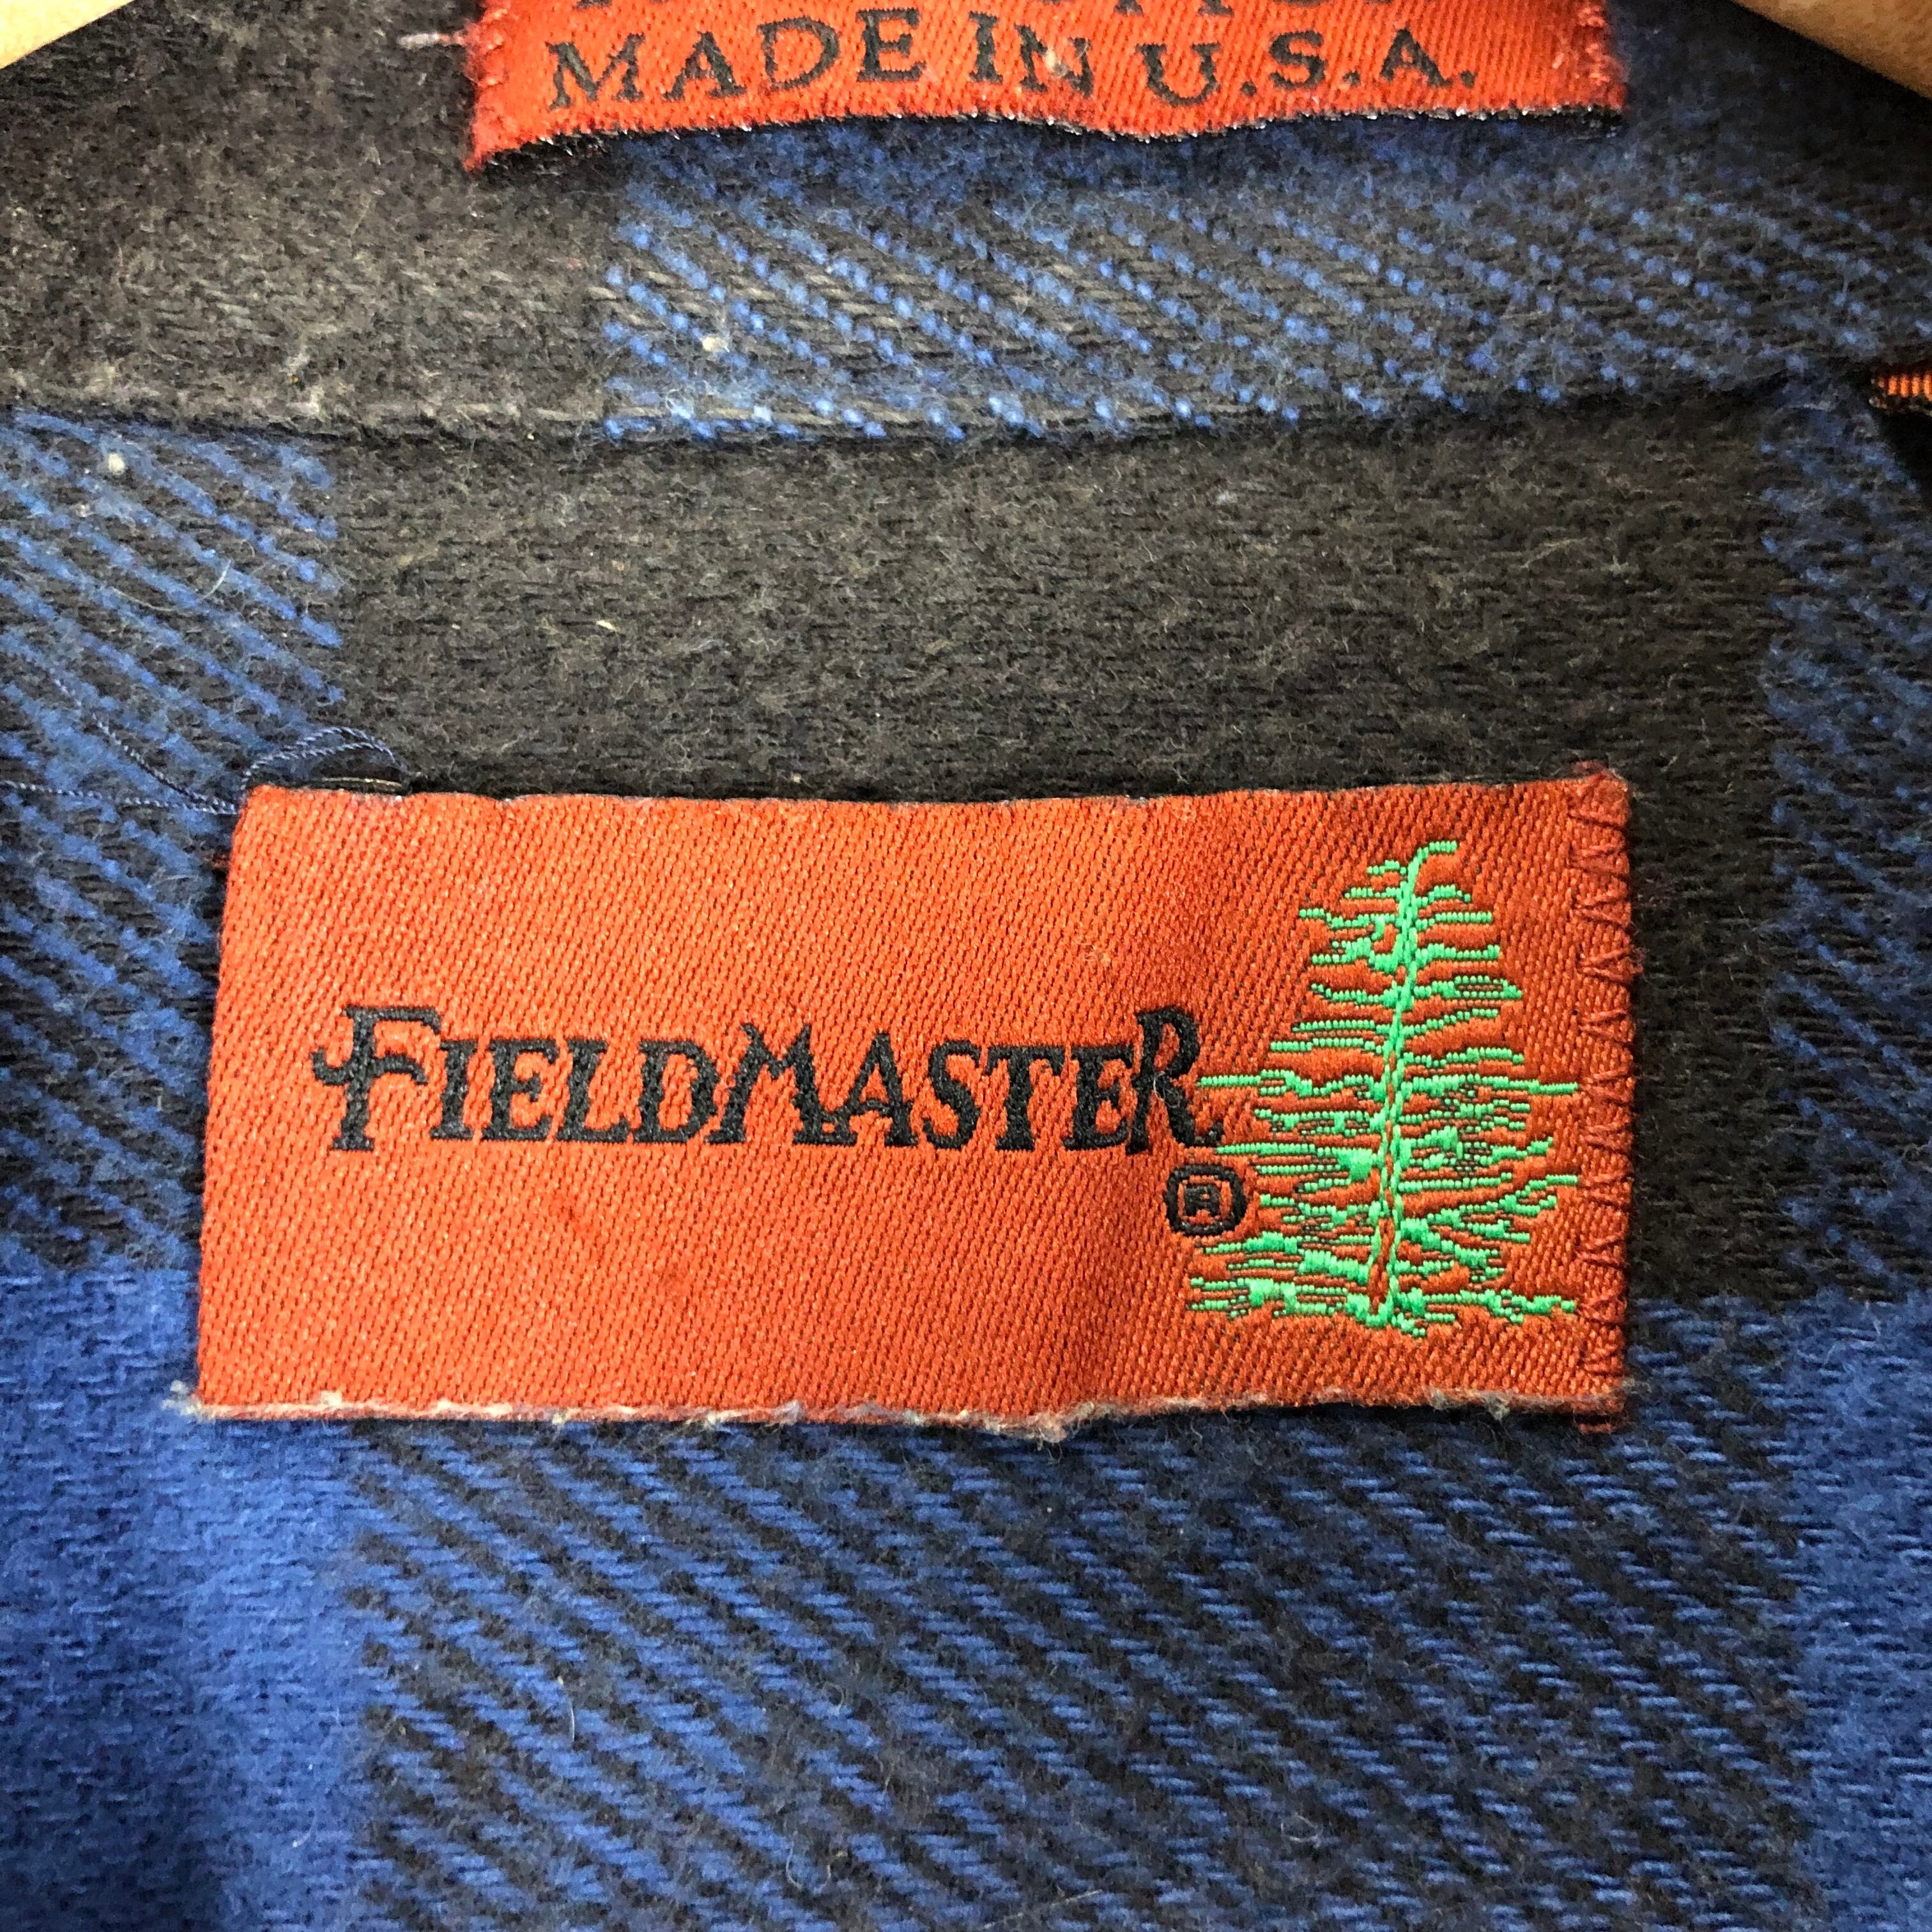 MADE IN U.S.A.
FIELDMASTER
®